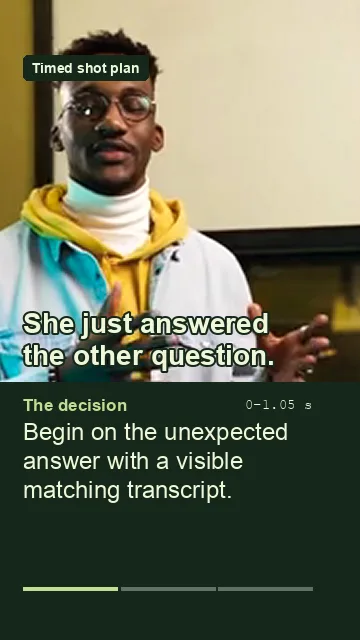 Timed shot plan
She just answered
the other question.
The decision
0–1.05 s
Begin on the unexpected
answer with a visible
matching transcript.